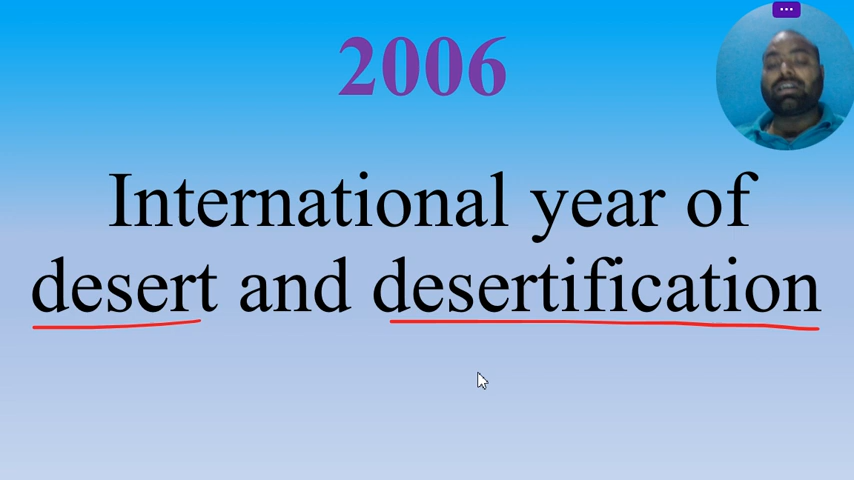 2006
International year of
desert and desertification